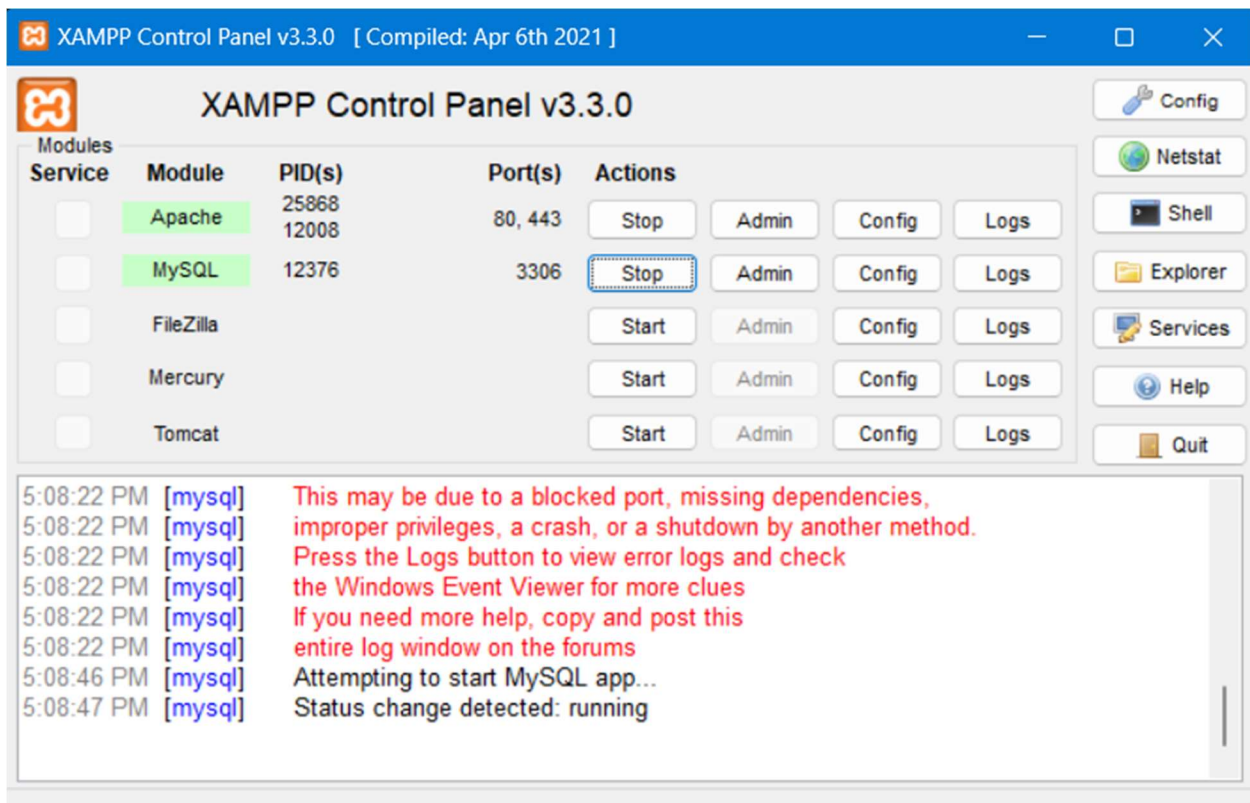 XAMPP Control Panel v3.3.0 [ Compiled: Apr 6th 2021 ]
XAMPP Control Panel v3.3.0
Config
Modules
Netstat
Service Module PID(s) Port(s) Actions
Apache 25868 12008 80, 443 Stop Admin Config Logs
Shell
MySQL 12376 3306 Stop Admin Config Logs
Explorer
FileZilla Start Admin Config Logs
Services
Mercury Start Admin Config Logs
Help
Tomcat Start Admin Config Logs
Quit
5:08:22 PM [mysql] This may be due to a blocked port, missing dependencies,
5:08:22 PM [mysql] improper privileges, a crash, or a shutdown by another method.
5:08:22 PM [mysql] Press the Logs button to view error logs and check
5:08:22 PM [mysql] the Windows Event Viewer for more clues
5:08:22 PM [mysql] If you need more help, copy and post this
5:08:22 PM [mysql] entire log window on the forums
5:08:46 PM [mysql] Attempting to start MySQL app...
5:08:47 PM [mysql] Status change detected: running